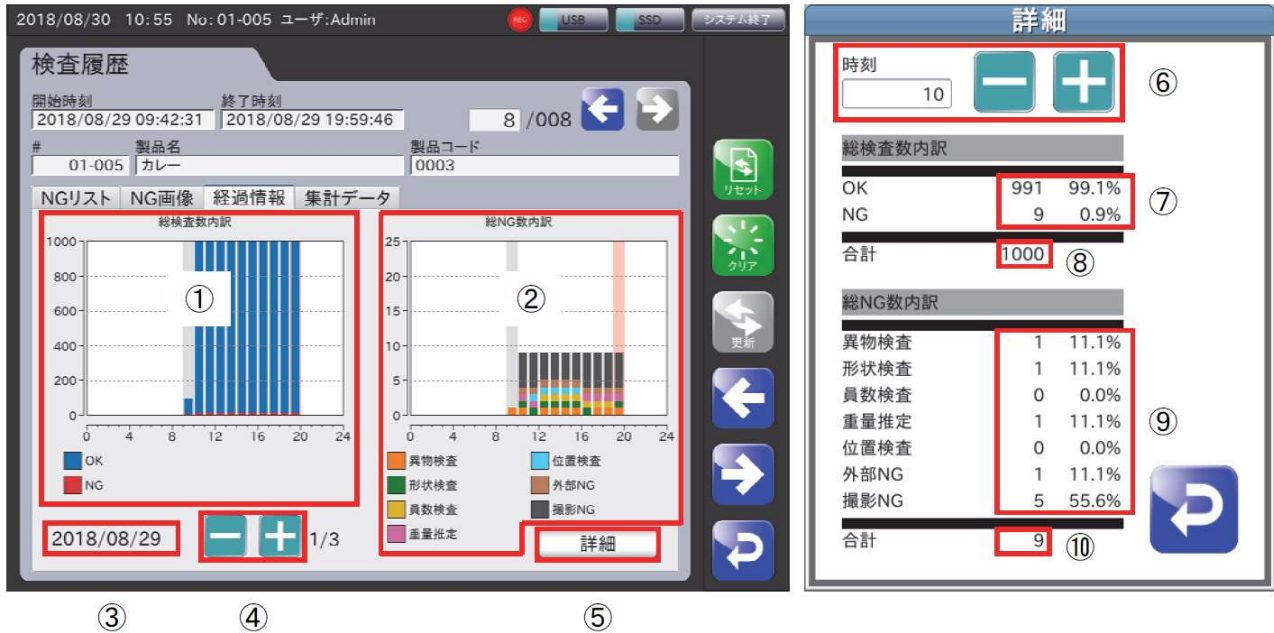 2018/08/30 10:55 No:01-005 ユーザ:Admin
REC
USB
SSD
システム終了
検査履歴
開始時刻
終了時刻
2018/08/29 09:42:31
2018/08/29 19:59:46
8 /008
#
製品名
製品コード
01-005
カレー
0003
NGリスト
NG画像
経過情報
集計データ
総検査数内訳
1000
800
600
400
200
0
0 4 8 12 16 20 24
①
OK
NG
総NG数内訳
25
20
15
10
5
0
0 4 8 12 16 20 24
②
異物検査
形状検査
員数検査
重量推定
位置検査
外部NG
撮影NG
2018/08/29
1/3
詳細
リセット
クリア
更新
③
④
⑤
詳細
時刻
10
⑥
総検査数内訳
OK 991 99.1%
NG 9 0.9%
⑦
合計 1000
⑧
総NG数内訳
異物検査 1 11.1%
形状検査 1 11.1%
員数検査 0 0.0%
重量推定 1 11.1%
位置検査 0 0.0%
外部NG 1 11.1%
撮影NG 5 55.6%
⑨
合計 9
⑩